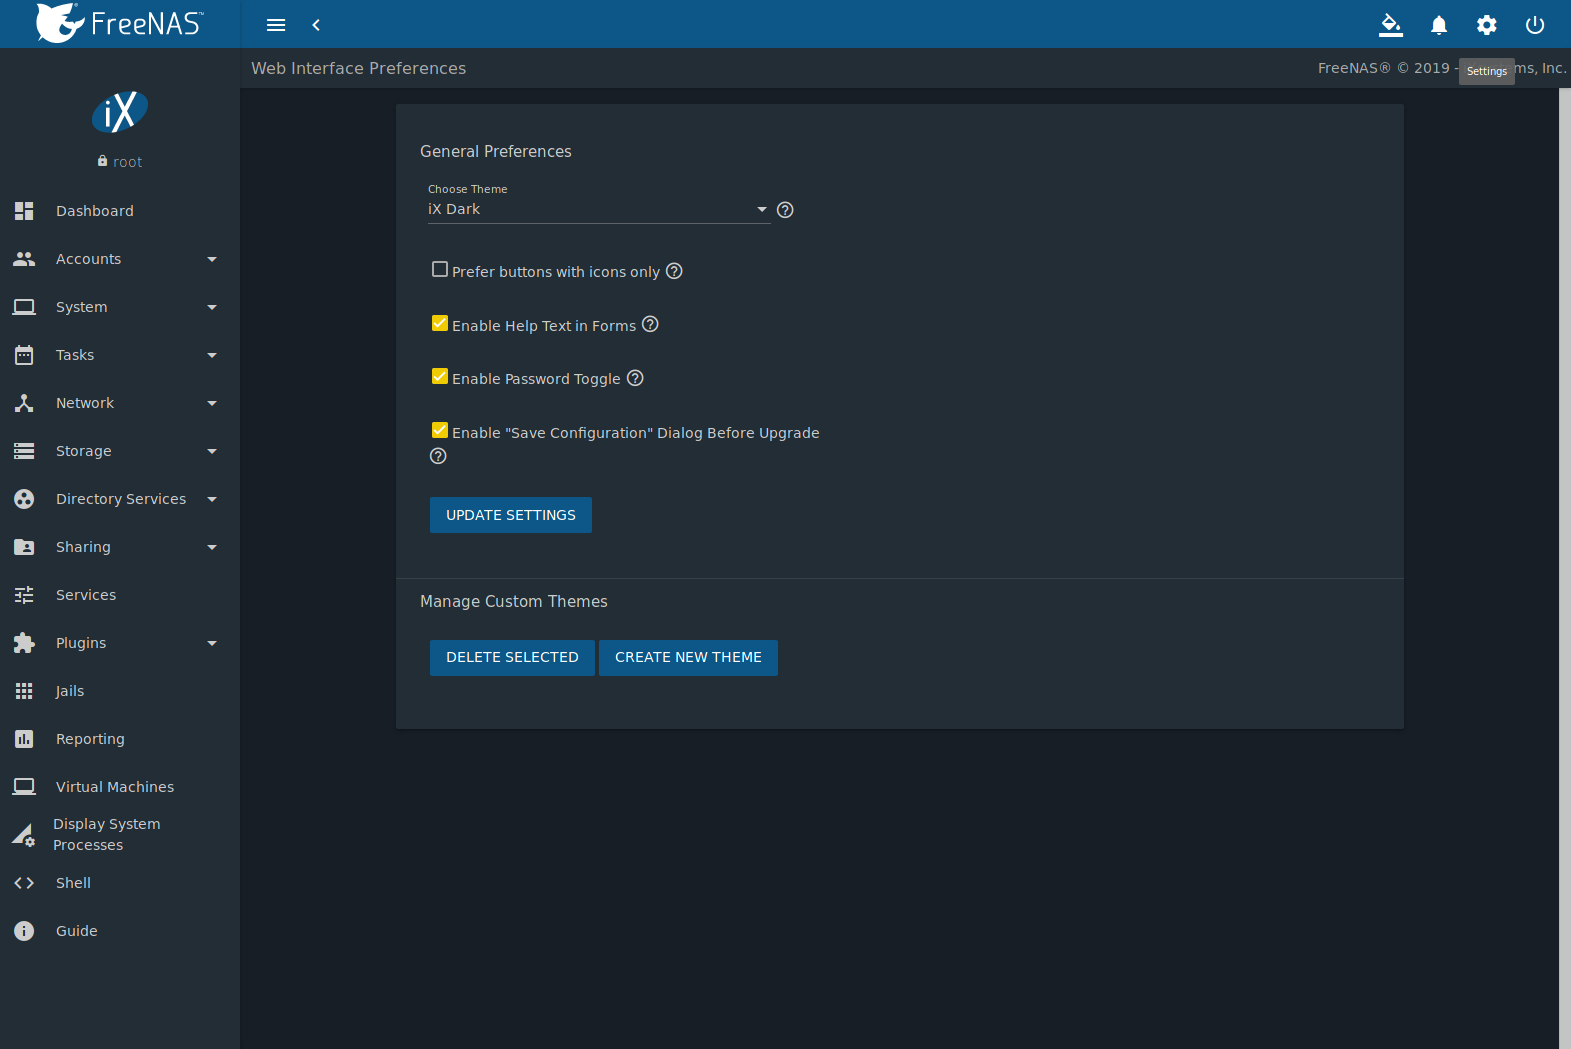 FreeNAS™
Web Interface Preferences
FreeNAS® © 2019 -
ms, Inc.
Settings
iX
root
Dashboard
Accounts
System
Tasks
Network
Storage
Directory Services
Sharing
Services
Plugins
Jails
Reporting
Virtual Machines
Display System
Processes
Shell
Guide
General Preferences
Choose Theme
iX Dark
Prefer buttons with icons only
Enable Help Text in Forms
Enable Password Toggle
Enable "Save Configuration" Dialog Before Upgrade
UPDATE SETTINGS
Manage Custom Themes
DELETE SELECTED
CREATE NEW THEME